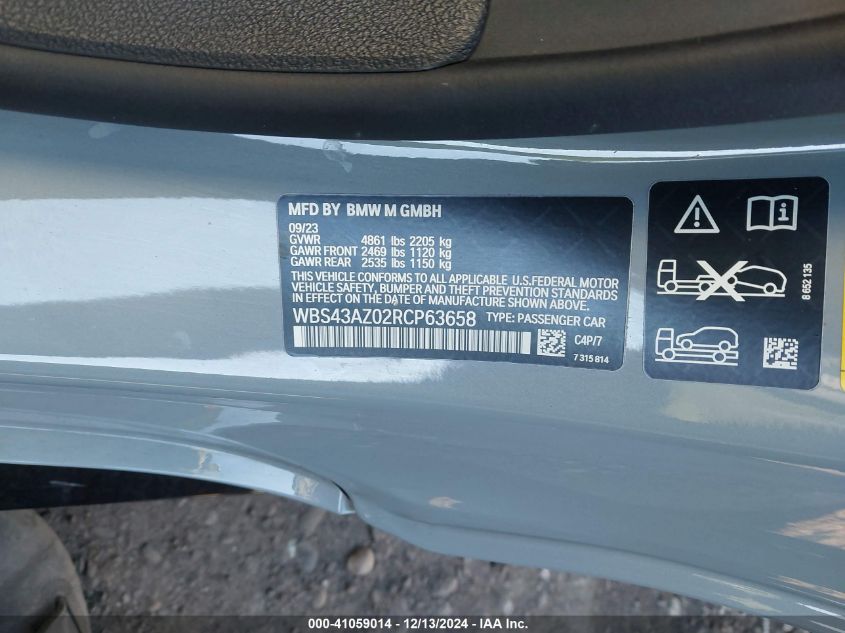 MFD BY BMW M GMBH
09/23
GVWR 4861 lbs 2205 kg
GAWR FRONT 2469 lbs 1120 kg
GAWR REAR 2535 lbs 1150 kg
THIS VEHICLE CONFORMS TO ALL APPLICABLE U.S.FEDERAL MOTOR
VEHICLE SAFETY, BUMPER AND THEFT PREVENTION STANDARDS
IN EFFECT ON THE DATE OF MANUFACTURE SHOWN ABOVE.
WBS43AZ02RCP63658 TYPE: PASSENGER CAR
C4P/7
7 315 814
8 652 135
000-41059014 - 12/13/2024 - IAA Inc.